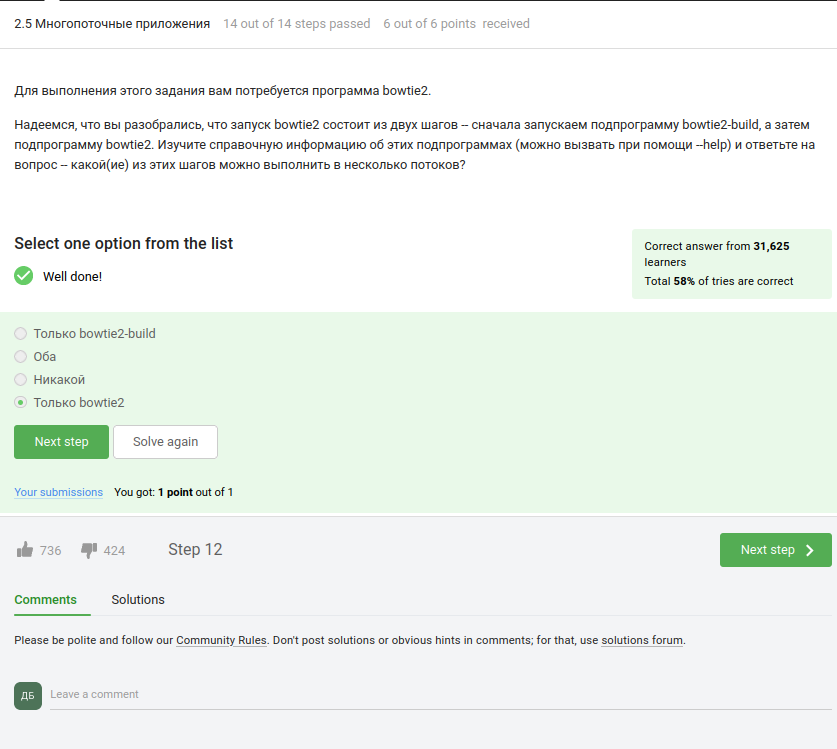 2.5 Многопоточные приложения 14 out of 14 steps passed 6 out of 6 points received
Для выполнения этого задания вам потребуется программа bowtie2.
Надеемся, что вы разобрались, что запуск bowtie2 состоит из двух шагов -- сначала запускаем подпрограмму bowtie2-build, а затем
подпрограмму bowtie2. Изучите справочную информацию об этих подпрограммах (можно вызвать при помощи --help) и ответьте на
вопрос -- какой(ие) из этих шагов можно выполнить в несколько потоков?
Select one option from the list
Well done!
Correct answer from 31,625
learners
Total 58% of tries are correct
Только bowtie2-build
Оба
Никакой
Только bowtie2
Next step Solve again
Your submissions You got: 1 point out of 1
736 424 Step 12 Next step
Comments Solutions
Please be polite and follow our Community Rules. Don't post solutions or obvious hints in comments; for that, use solutions forum.
ДБ Leave a comment